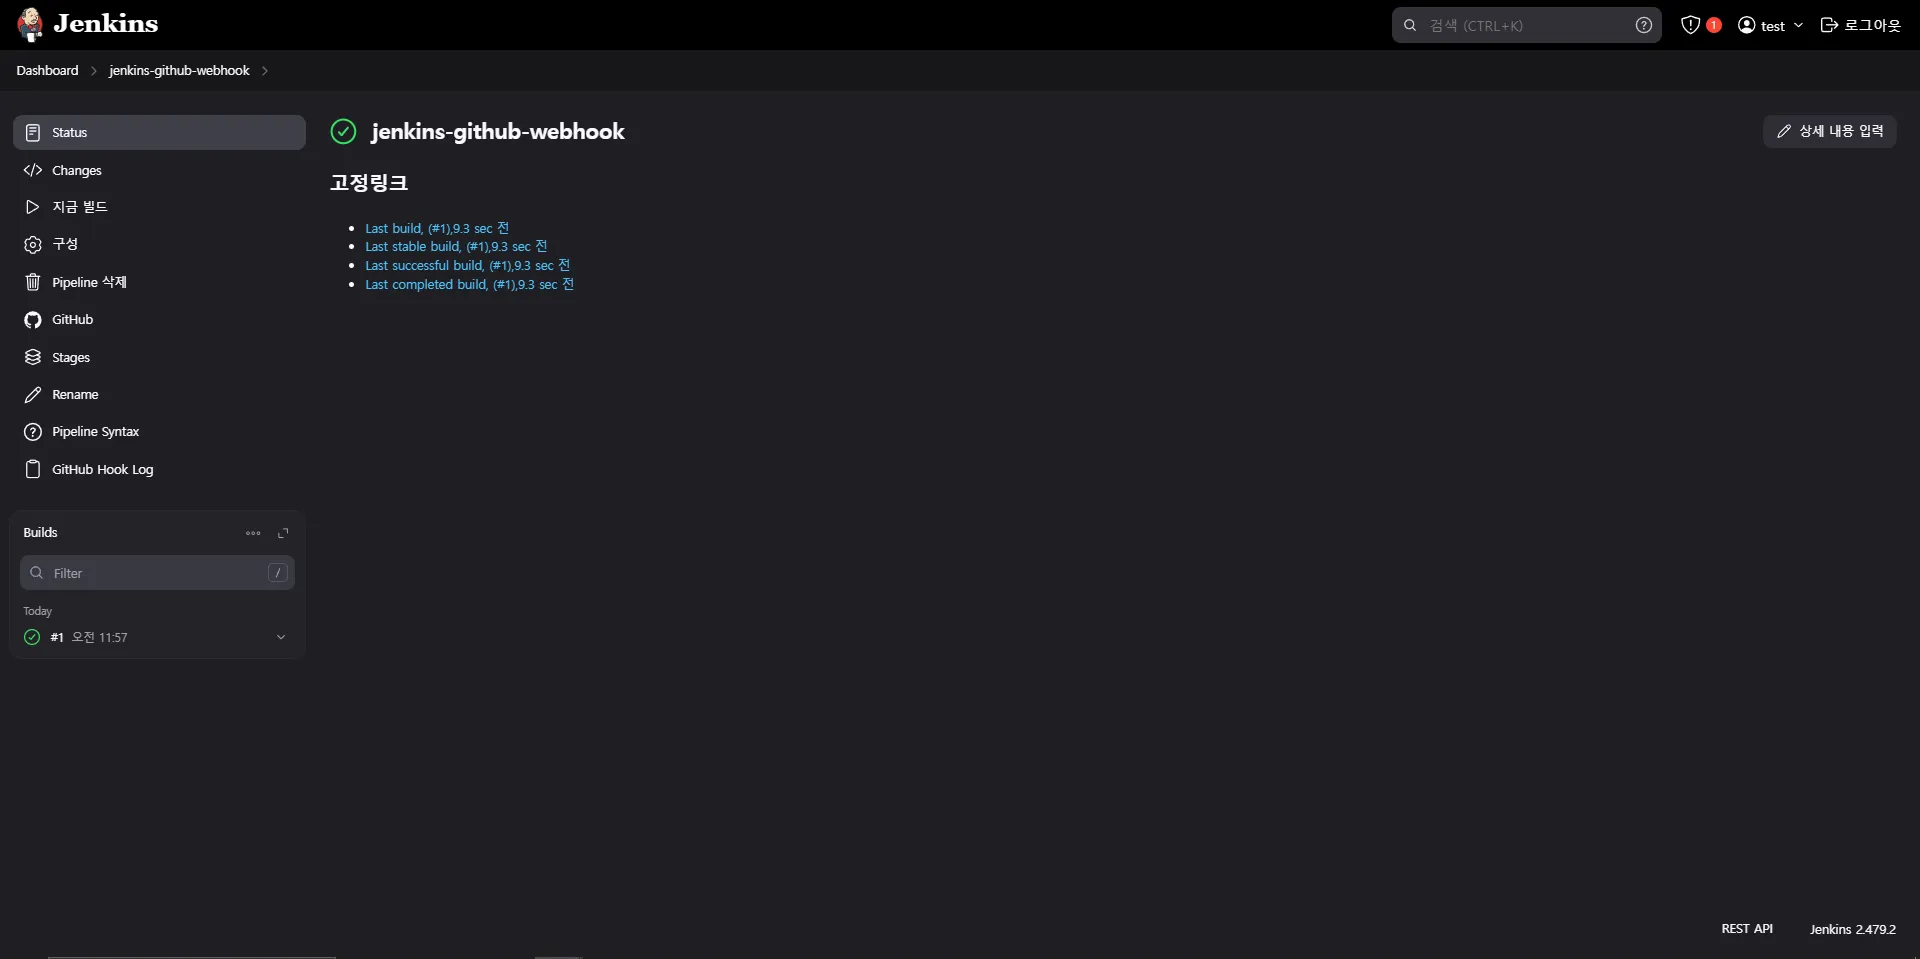 Jenkins
검색 (CTRL+K)
1
test
로그아웃
Dashboard
jenkins-github-webhook
Status
Changes
지금 빌드
구성
Pipeline 삭제
GitHub
Stages
Rename
Pipeline Syntax
GitHub Hook Log
Builds
Filter
/
Today
#1 오전 11:57
jenkins-github-webhook
상세 내용 입력
고정링크
Last build, (#1),9.3 sec 전
Last stable build, (#1),9.3 sec 전
Last successful build, (#1),9.3 sec 전
Last completed build, (#1),9.3 sec 전
REST API
Jenkins 2.479.2